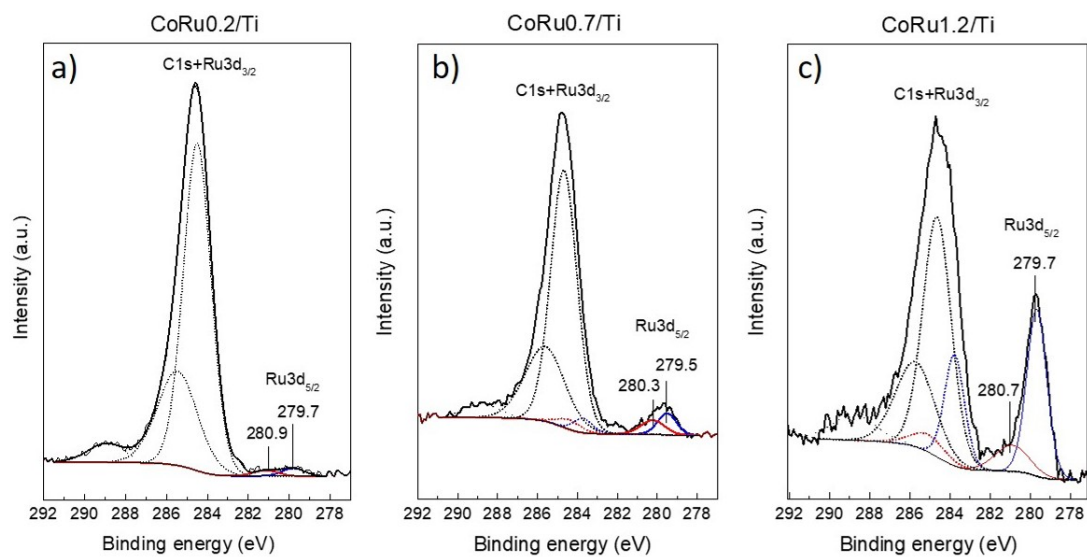 CoRu0.2/Ti
CoRu0.7/Ti
CoRu1.2/Ti
a)
C1s+Ru3d3/2
Ru3d5/2
280.9
279.7
Intensity (a.u.)
292 290 288 286 284 282 280 278
Binding energy (eV)
b)
C1s+Ru3d3/2
Ru3d5/2
280.3
279.5
Intensity (a.u.)
292 290 288 286 284 282 280 278
Binding energy (eV)
c)
C1s+Ru3d3/2
Ru3d5/2
279.7
280.7
Intensity (a.u.)
292 290 288 286 284 282 280 278
Binding energy (eV)